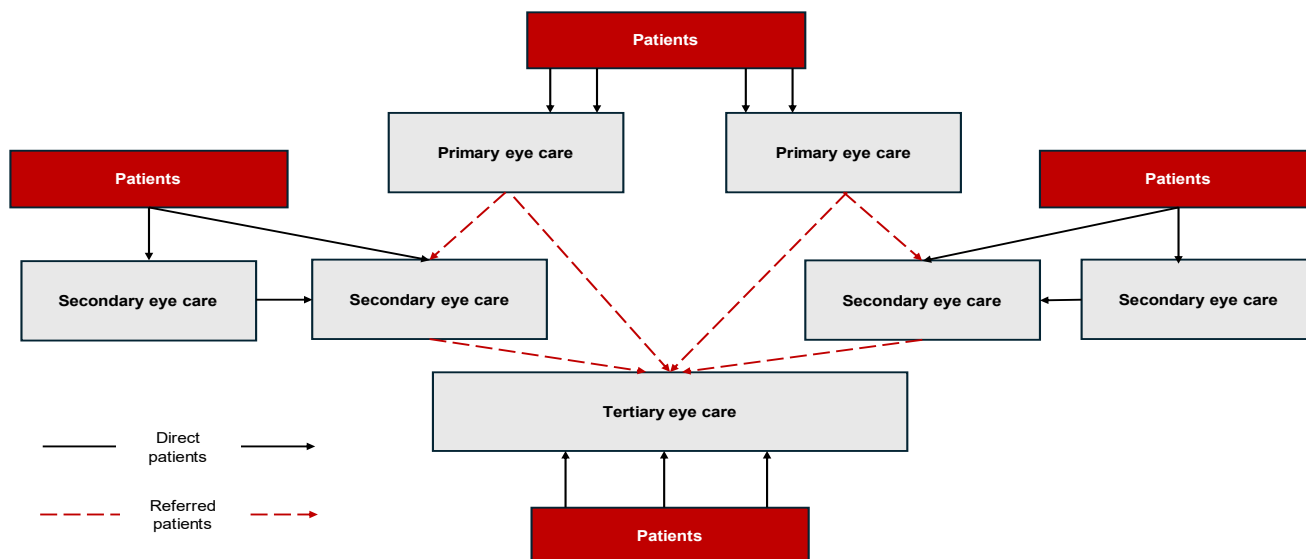 Patients
Primary eye care
Primary eye care
Patients
Patients
Secondary eye care
Secondary eye care
Secondary eye care
Secondary eye care
Tertiary eye care
Direct
patients
Referred
patients
Patients